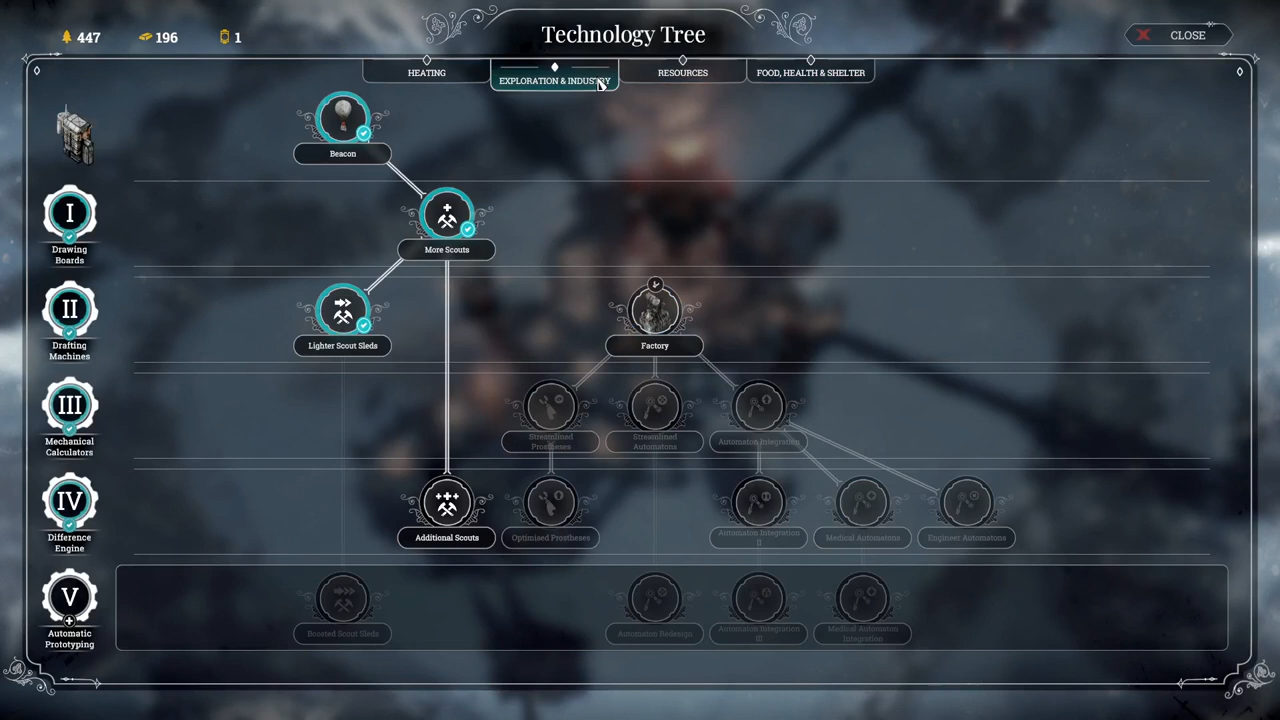 447
196
1
Technology Tree
CLOSE
HEATING
EXPLORATION & INDUSTRY
RESOURCES
FOOD, HEALTH & SHELTER
Beacon
I
Drawing
Boards
More Scouts
II
Drafting
Machines
Lighter Scout Sleds
Factory
III
Mechanical
Calculators
Streamlined
Prostheses
Streamlined
Automatons
Automaton Integration
IV
Difference
Engine
Additional Scouts
Optimised Prostheses
Automaton Integration
II
Medical Automatons
Engineer Automatons
V
Automatic
Prototyping
Boosted Scout Sleds
Automaton Redesign
Automaton Integration
III
Medical Automaton
Integration